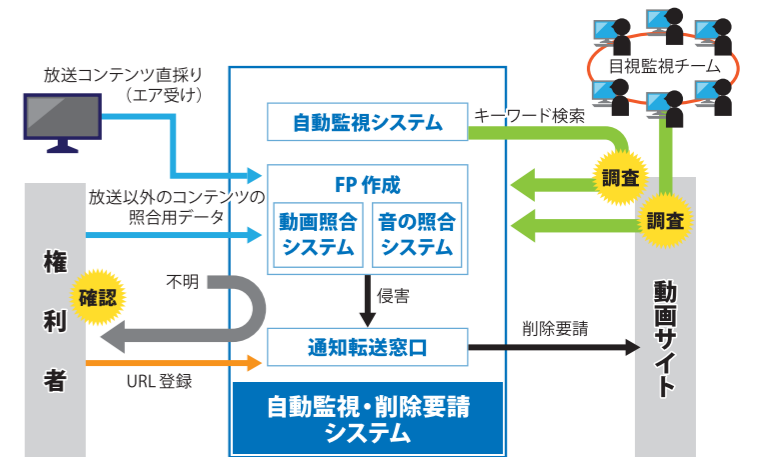 目視監視チーム
放送コンテンツ直採り
（エア受け）
自動監視システム
キーワード検索
調査
FP 作成
放送以外のコンテンツの
照合用データ
動画照合
システム
音の照合
システム
調査
権利者
確認
不明
侵害
動画サイト
通知転送窓口
削除要請
URL 登録
自動監視・削除要請
システム